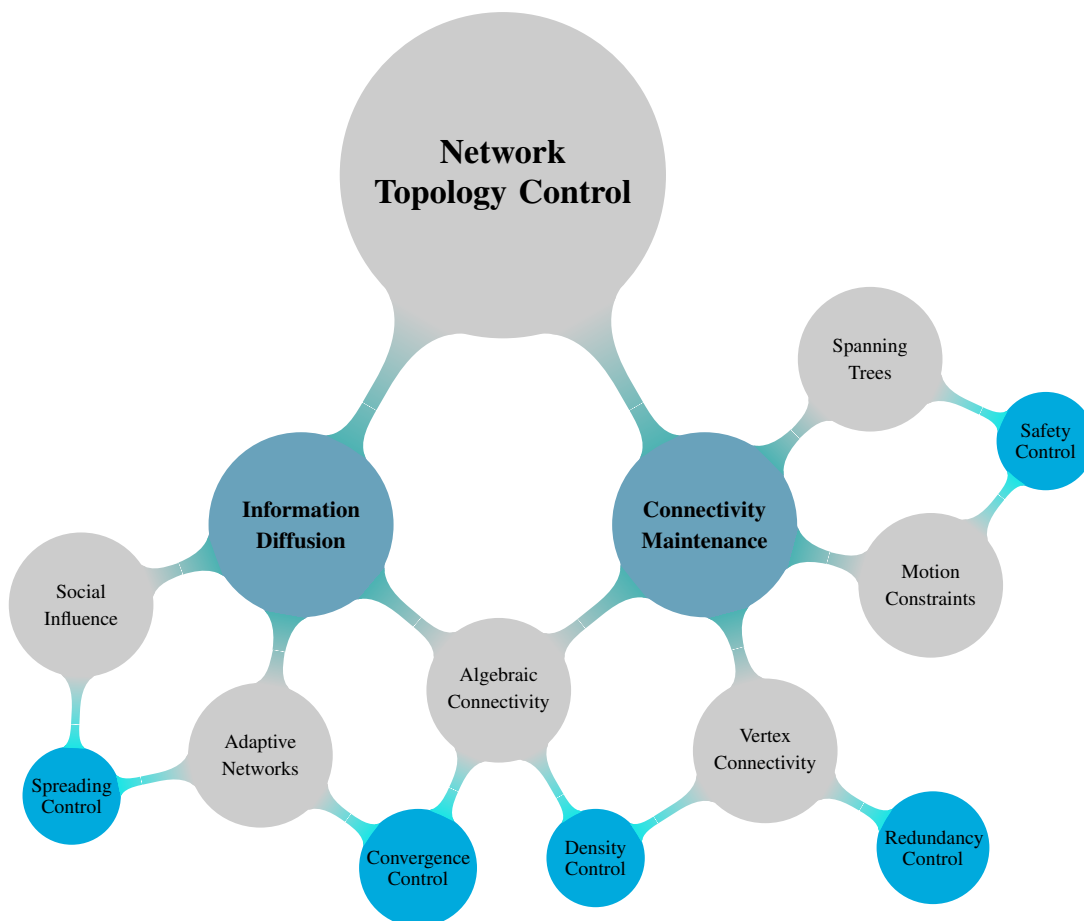 Network
Topology Control
Spanning
Trees
Safety
Control
Information
Diffusion
Connectivity
Maintenance
Social
Influence
Motion
Constraints
Algebraic
Connectivity
Adaptive
Networks
Vertex
Connectivity
Spreading
Control
Convergence
Control
Density
Control
Redundancy
Control